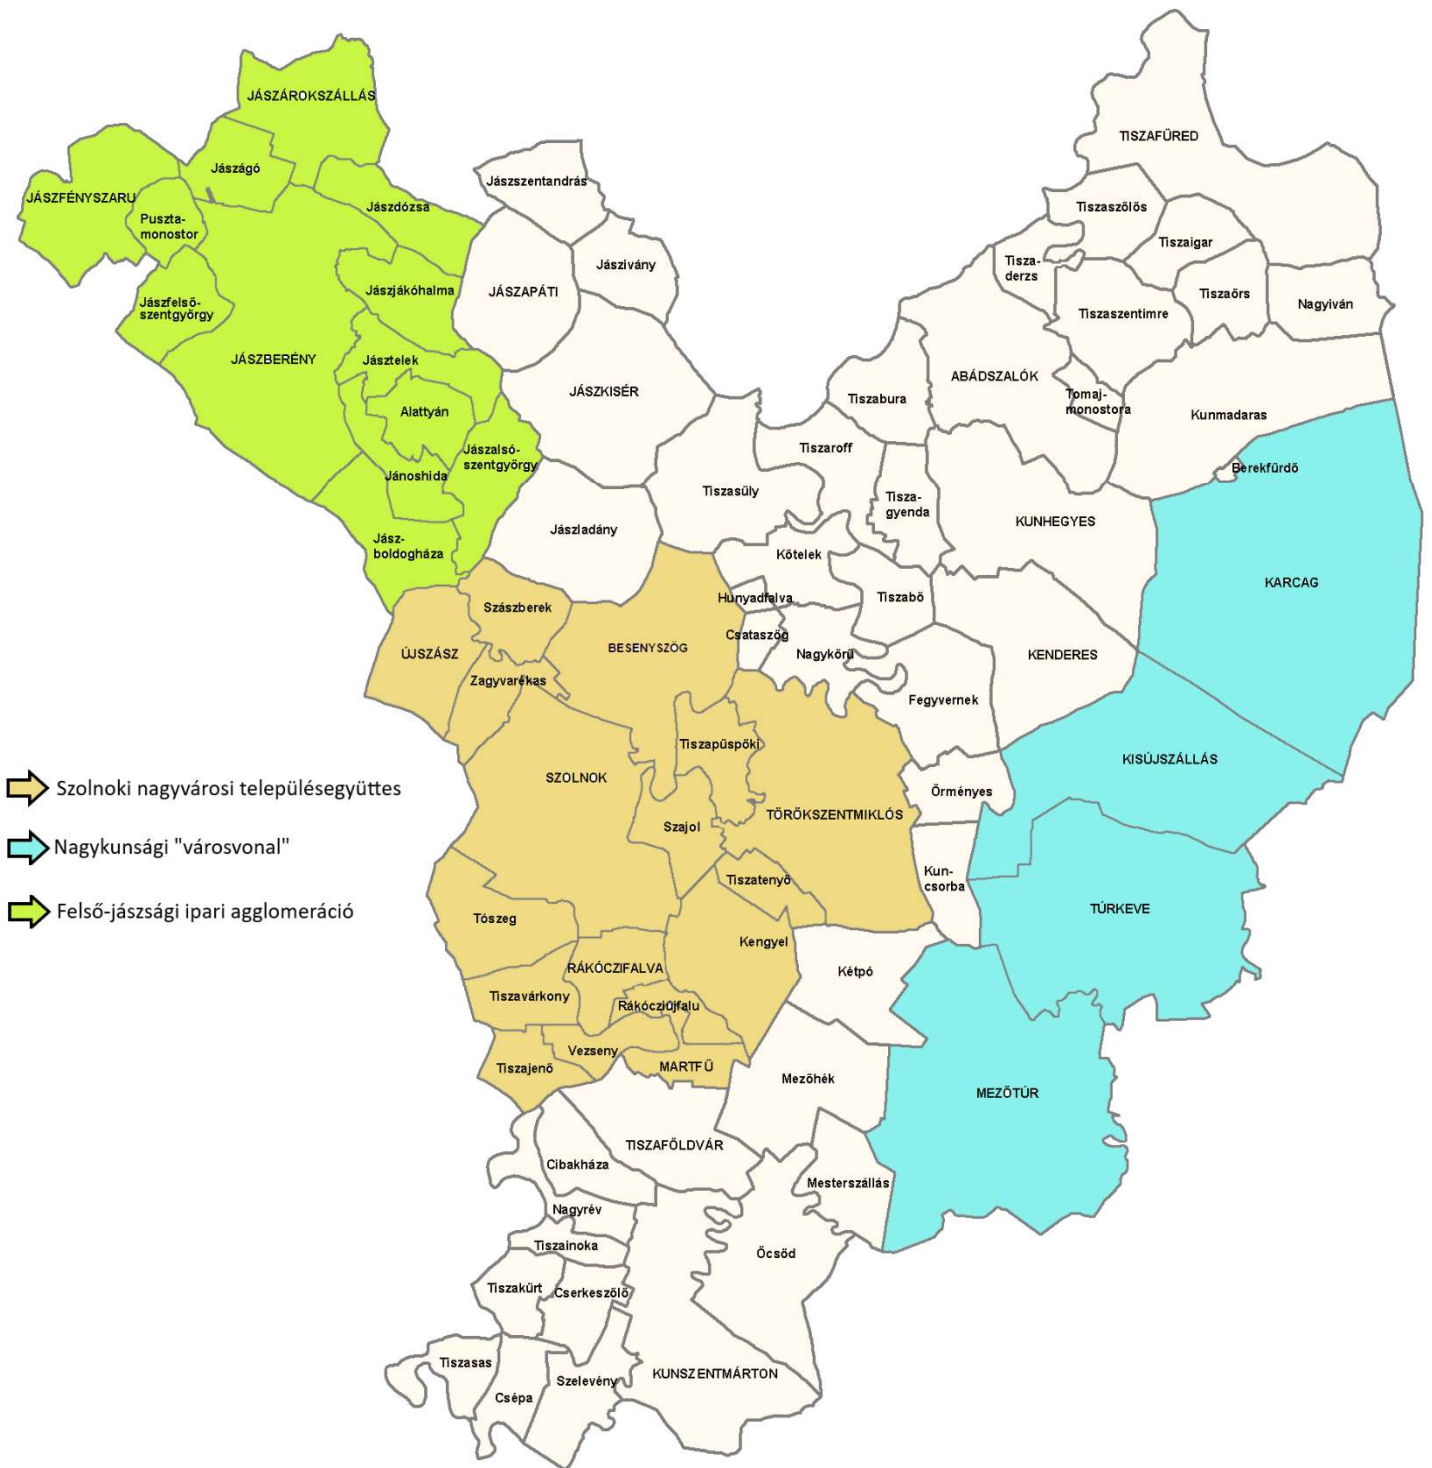 JÁSZÁROKSZÁLLÁS
TISZAFÜRED
Jászágó
Jászszentandrás
JÁSZFÉNYSZARU
Jászdózsa
Tiszaszőlős
Puszta-
monostor
Tiszaigar
Jászivány
Tisza-
derzs
JÁSZAPÁTI
Jászjákóhalma
Tiszaörs
Nagyiván
Jászfelső-
szentgyörgy
Tiszaszentimre
JÁSZBERÉNY
Jásztelek
ABÁDSZALÓK
JÁSZKISÉR
Tiszabura
Tomaj-
monostora
Alattyán
Kunmadaras
Jászalsó-
szentgyörgy
Tiszaroff
Jánoshida
Berekfürdő
Tiszasüly
Tisza-
gyenda
KUNHEGYES
Jászladány
Jász-
boldogháza
Kőtelek
KARCAG
Hunyadfalva
Tiszabő
Szászberek
Csataszög
BESENYSZÖG
ÚJSZÁSZ
Nagykörű
KENDERES
Zagyvarékas
Fegyvernek
Tiszapüspöki
KISÚJSZÁLLÁS
SZOLNOK
Szolnoki nagyvárosi településegyüttes
Örményes
TÖRÖKSZENTMIKLÓS
Szajol
Nagykunsági "városvonal"
Kun-
csorba
Tiszatenyő
TÚRKEVE
Felső-jászsági ipari agglomeráció
Tószeg
Kengyel
RÁKÓCZIFALVA
Kétpó
Tiszavárkony
Rákócziújfalu
Vezseny
Tiszajenő
MARTFŰ
Mezőhék
MEZŐTÚR
TISZAFÖLDVÁR
Cibakháza
Mesterszállás
Nagyrév
Tiszainoka
Öcsöd
Tiszakürt
Cserkeszőlő
Tiszasas
KUNSZENTMÁRTON
Szelevény
Csépa